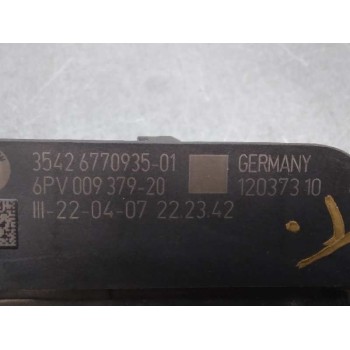 3542 6770935-01 GERMANY
6PV 009 379-20 12037310
III-22-04-07 22.23.42